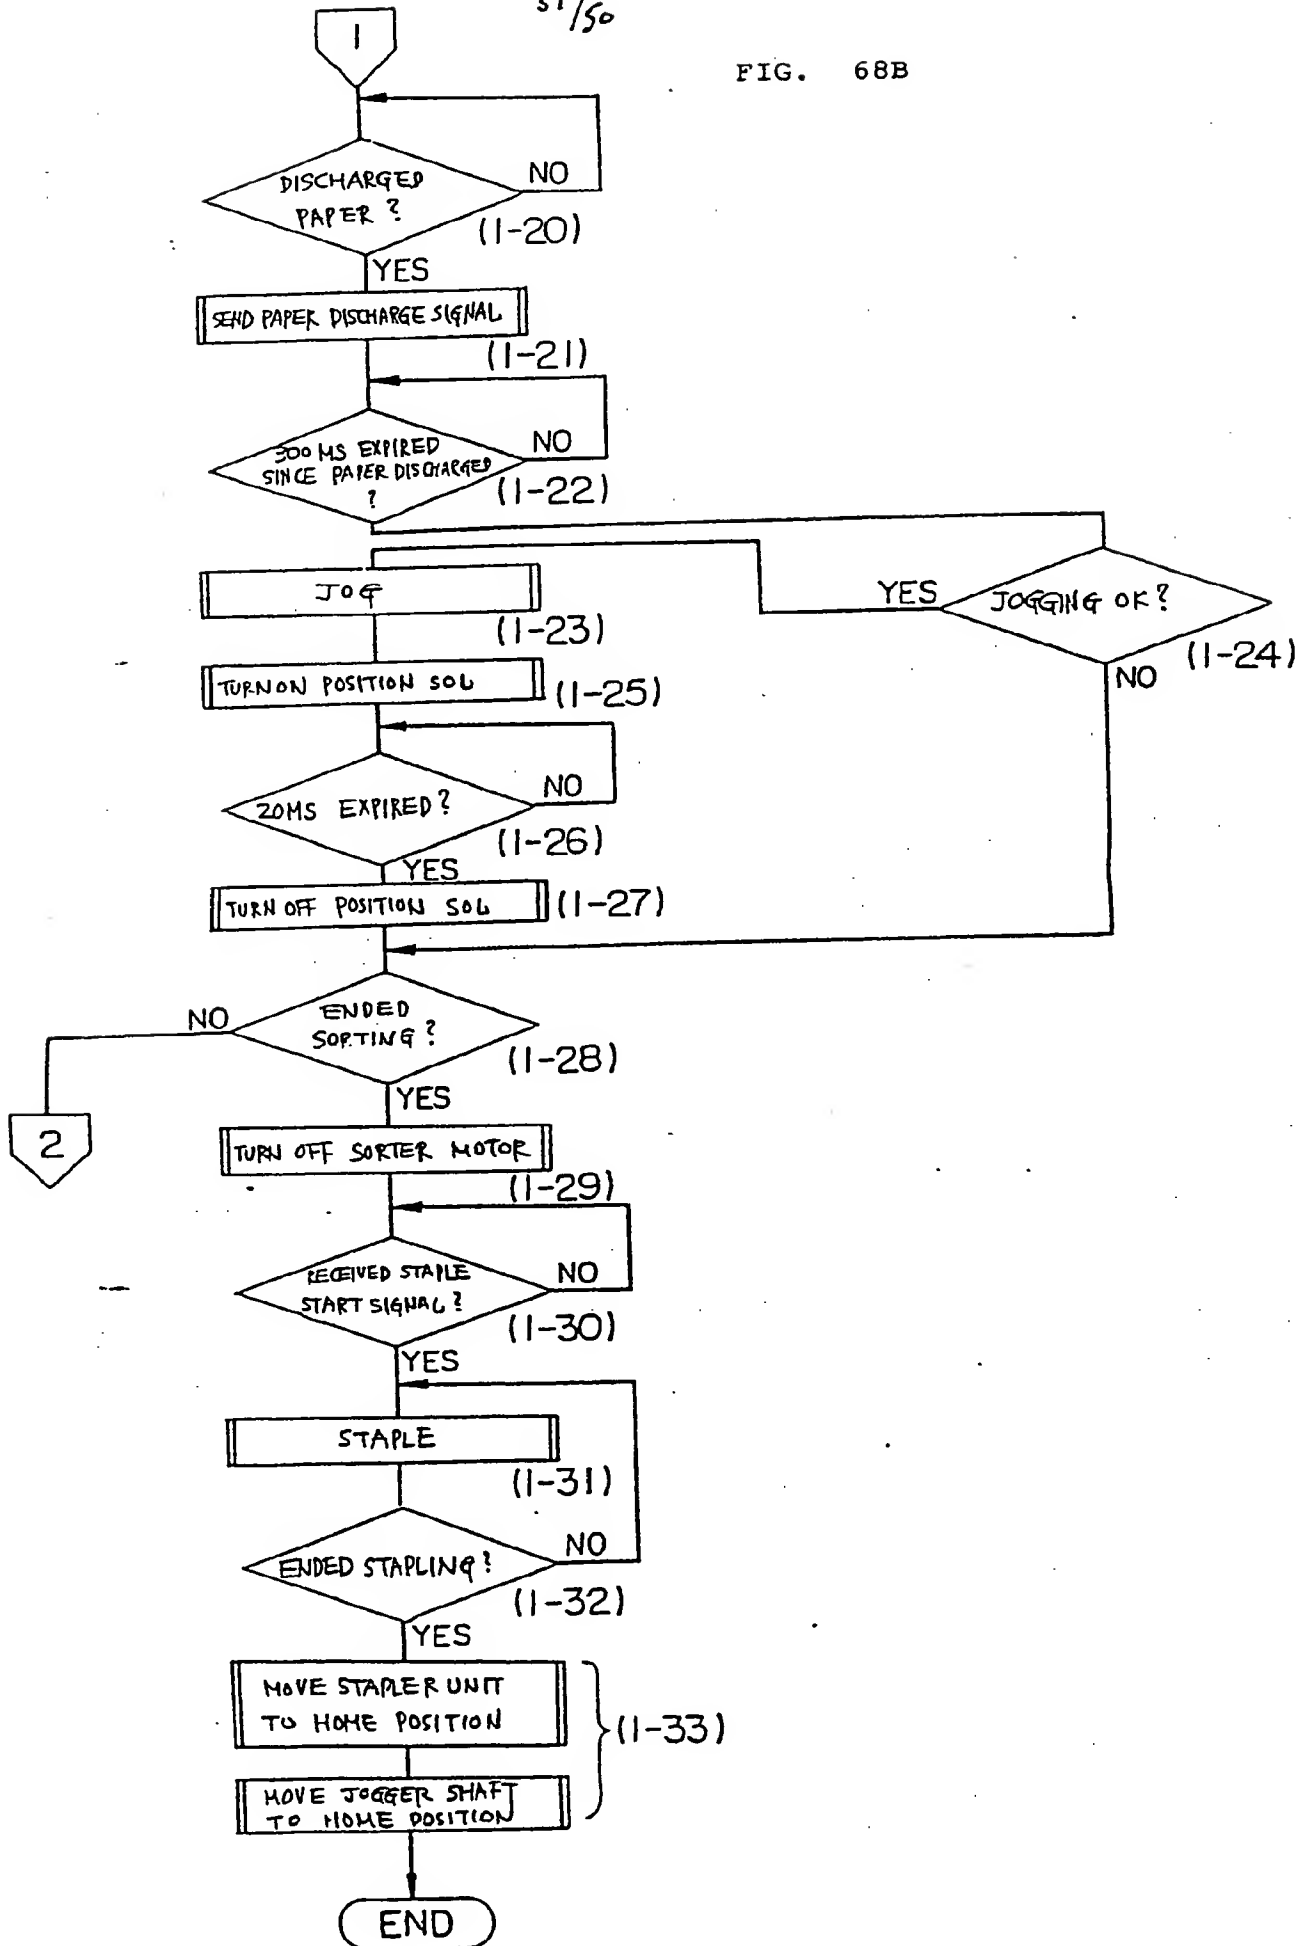 1
51/50
FIG. 68B
DISCHARGED
PAPER ?
NO
(1-20)
YES
SEND PAPER DISCHARGE SIGNAL
(1-21)
300 MS EXPIRED
SINCE PAPER DISCHARGED
?
NO
(1-22)
JOG
(1-23)
YES
JOGGING OK?
(1-24)
NO
TURN ON POSITION SOL
(1-25)
20MS EXPIRED?
NO
(1-26)
YES
TURN OFF POSITION SOL
(1-27)
NO
ENDED
SORTING?
(1-28)
YES
2
TURN OFF SORTER MOTOR
(1-29)
RECEIVED STAPLE
START SIGNAL?
NO
(1-30)
YES
STAPLE
(1-31)
ENDED STAPLING?
NO
(1-32)
YES
MOVE STAPLER UNIT
TO HOME POSITION
(1-33)
MOVE JOGGER SHAFT
TO HOME POSITION
END